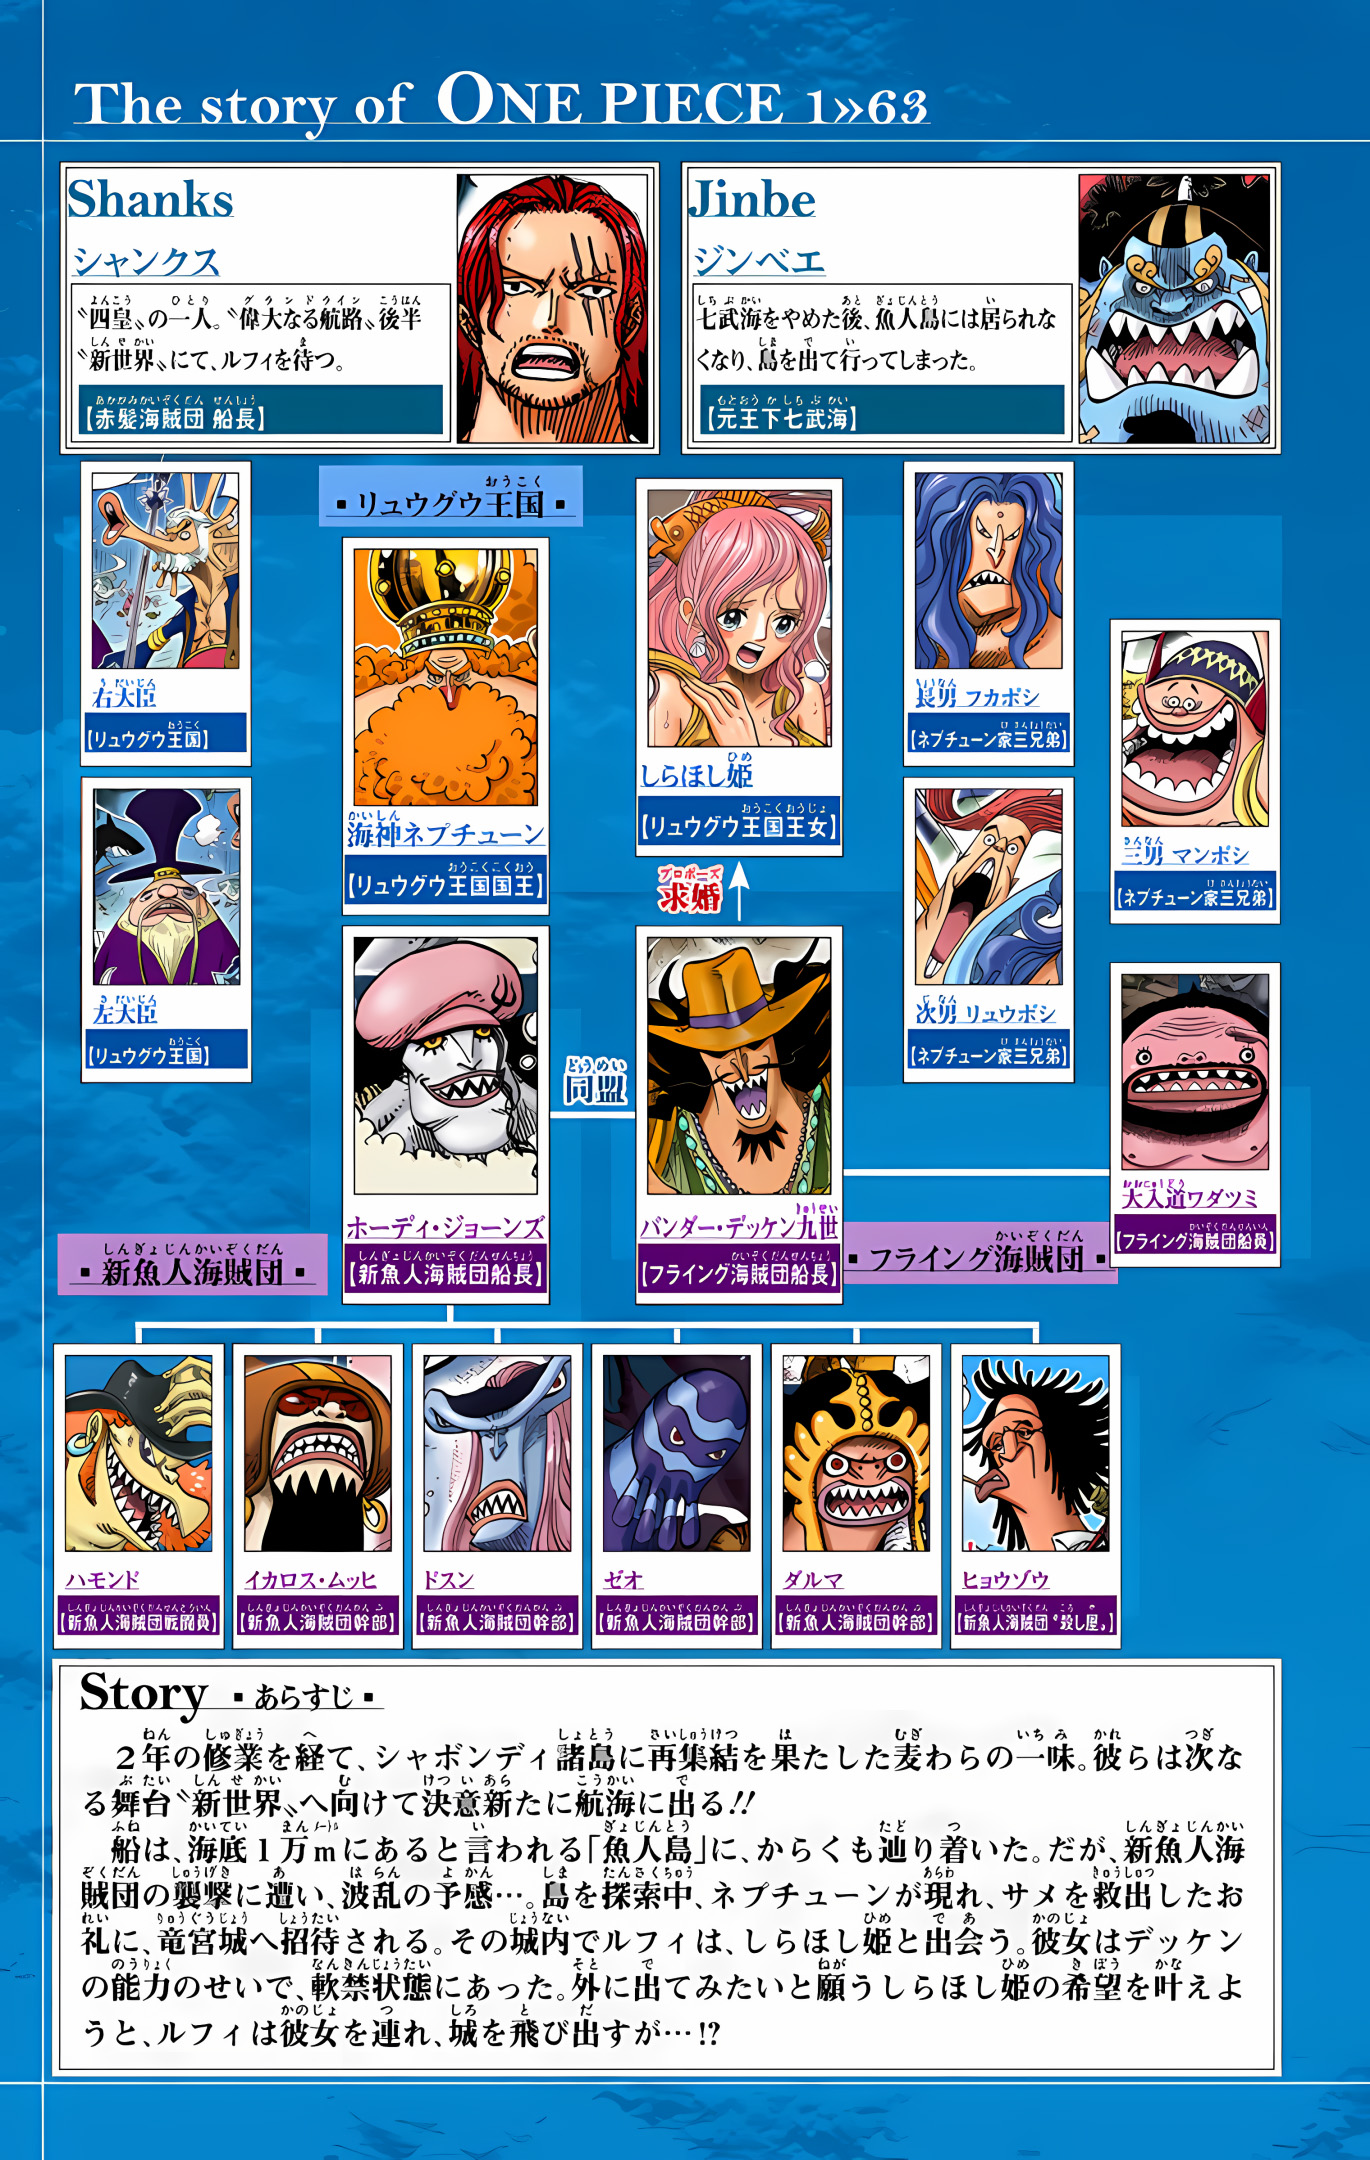 The story of ONE PIECE 1»63
Shanks
シャンクス
〝四皇〟の一人。〝偉大なる航路〟後半
〝新世界〟にて、ルフィを待つ。
【赤髪海賊団 船長】
Jinbe
ジンベエ
七武海をやめた後、魚人島には居られな
くなり、島を出て行ってしまった。
【元王下七武海】
▪リュウグウ王国▪
右大臣
【リュウグウ王国】
左大臣
【リュウグウ王国】
海神ネプチューン
【リュウグウ王国国王】
しらほし姫
【リュウグウ王国王女】
長男 フカボシ
【ネプチューン家三兄弟】
次男 リュウボシ
【ネプチューン家三兄弟】
三男 マンボシ
【ネプチューン家三兄弟】
求婚
プロポーズ
同盟
ホーディ・ジョーンズ
【新魚人海賊団船長】
バンダー・デッケン九世
【フライング海賊団船長】
大入道ワダツミ
【フライング海賊団船員】
▪新魚人海賊団▪
▪フライング海賊団▪
ハモンド
【新魚人海賊団戦闘員】
イカロス・ムッヒ
【新魚人海賊団幹部】
ドスン
【新魚人海賊団幹部】
ゼオ
【新魚人海賊団幹部】
ダルマ
【新魚人海賊団幹部】
ヒョウゾウ
【新魚人海賊団『殺し屋』】
Story ▪あらすじ▪
２年の修業を経て、シャボンディ諸島に再集結を果たした麦わらの一味。彼らは次な
る舞台〝新世界〟へ向けて決意新たに航海に出る!!
船は、海底１万ｍにあると言われる「魚人島」に、からくも辿り着いた。だが、新魚人海
賊団の襲撃に遭い、波乱の予感…。島を探索中、ネプチューンが現れ、サメを救出したお
礼に、竜宮城へ招待される。その城内でルフィは、しらほし姫と出会う。彼女はデッケン
の能力のせいで、軟禁状態にあった。外に出てみたいと願うしらほし姫の希望を叶えよ
うと、ルフィは彼女を連れ、城を飛び出すが…!?